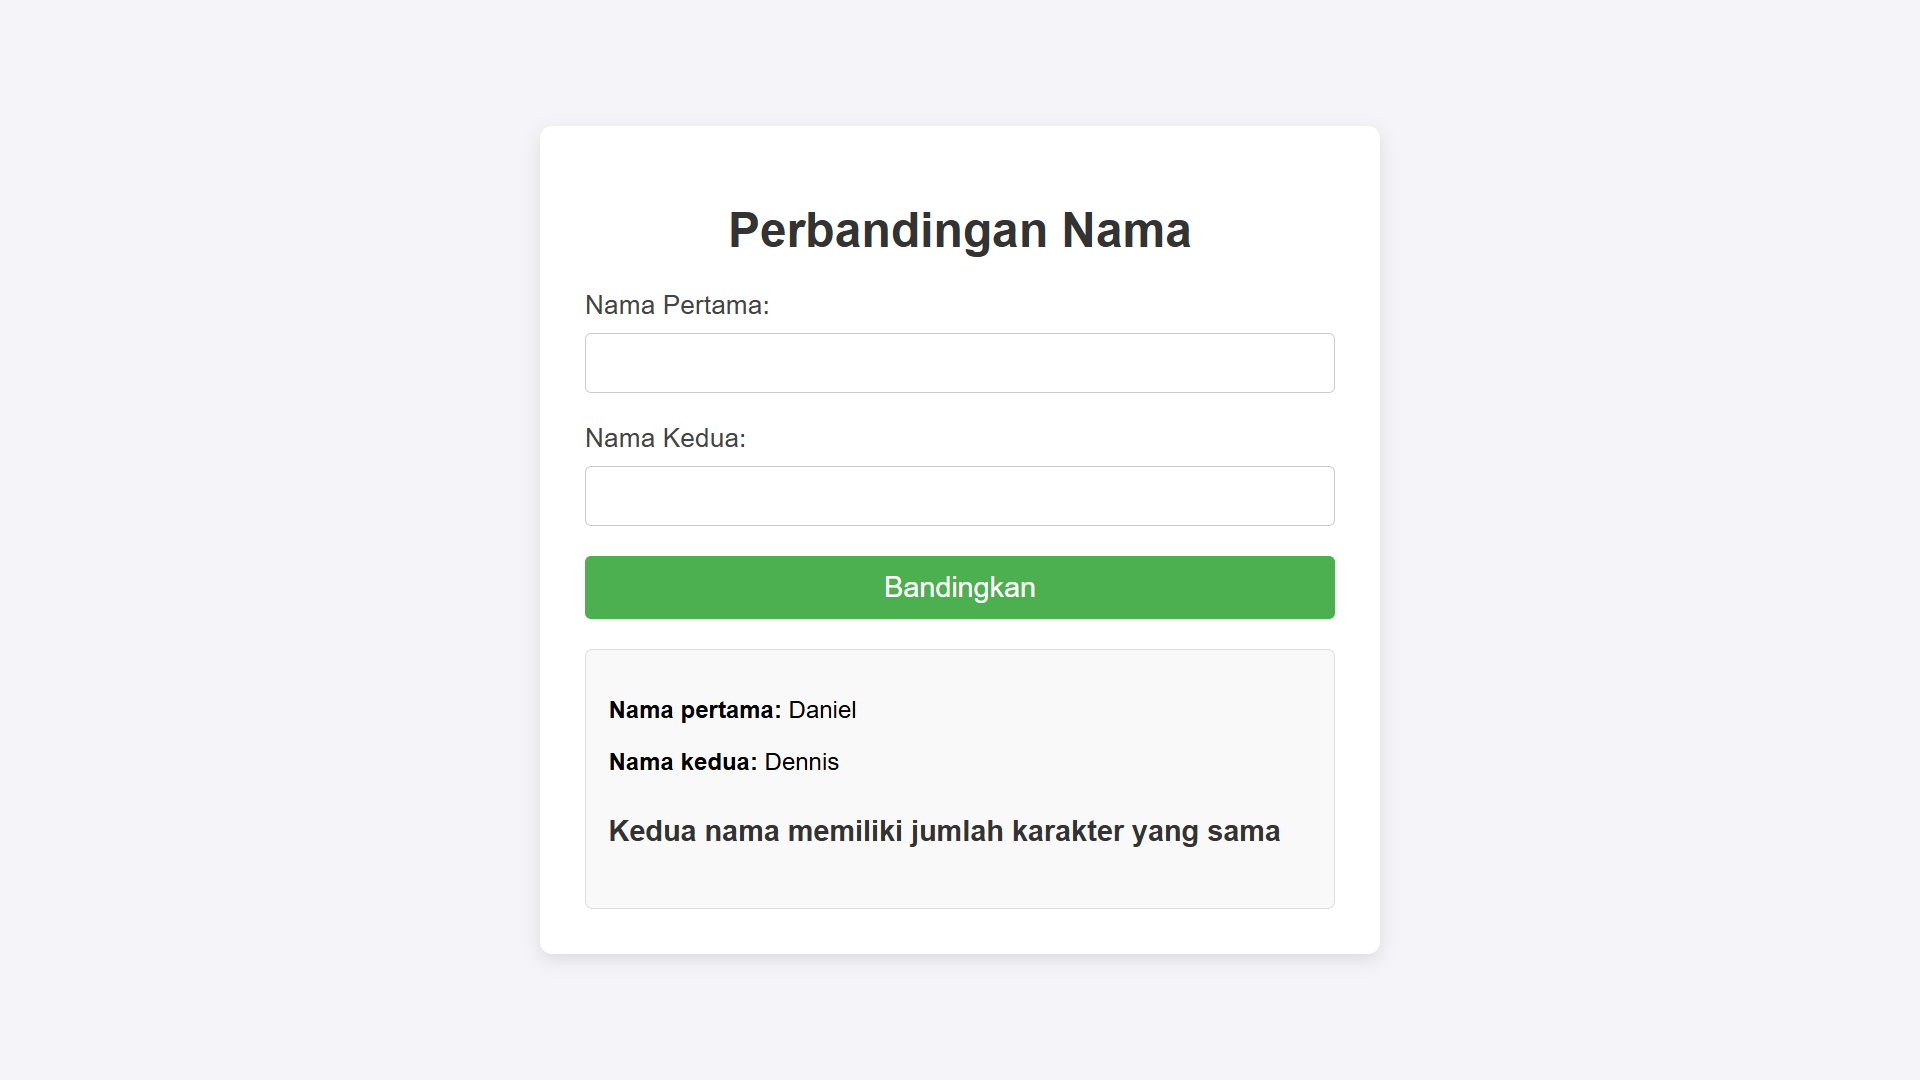 Perbandingan Nama
Nama Pertama:
Nama Kedua:
Bandingkan
Nama pertama: Daniel
Nama kedua: Dennis
Kedua nama memiliki jumlah karakter yang sama